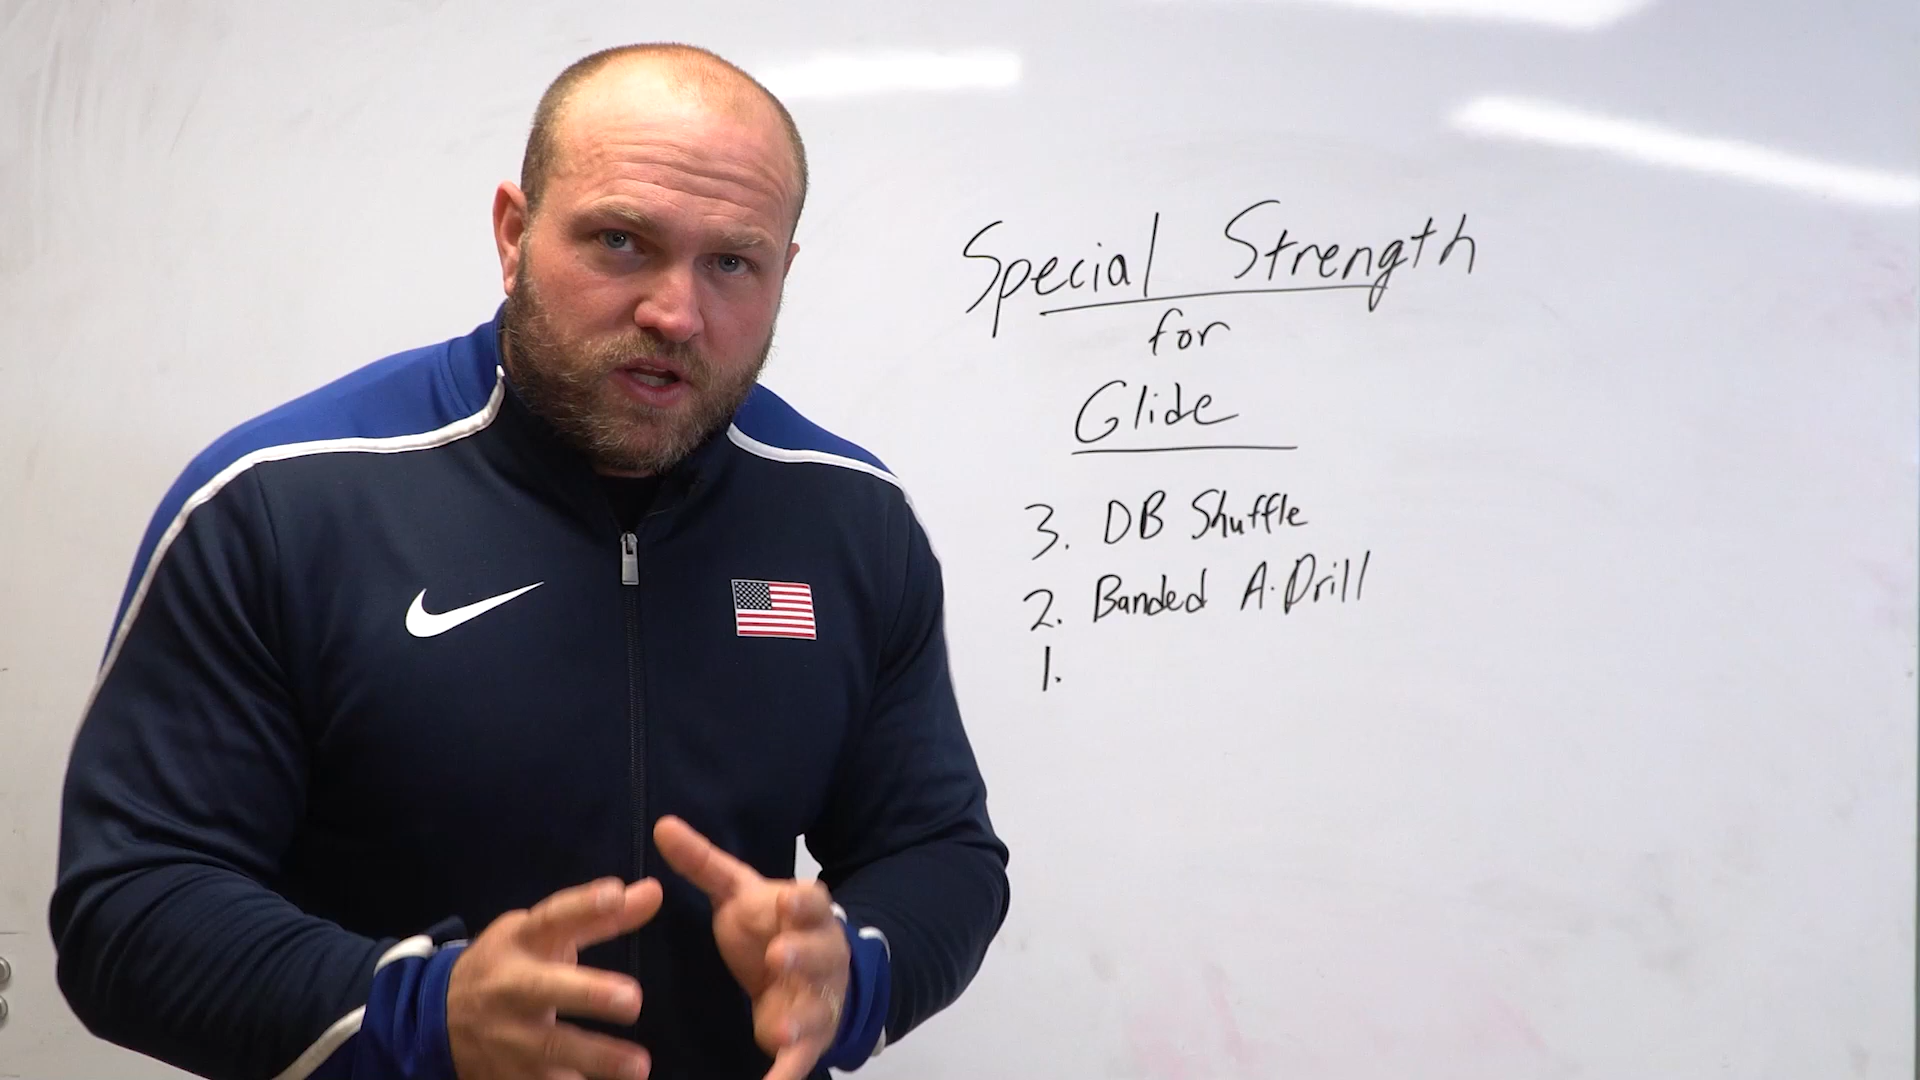 Special Strength
for
Glide
3. DB Shuffle
2. Banded A-Drill
1.